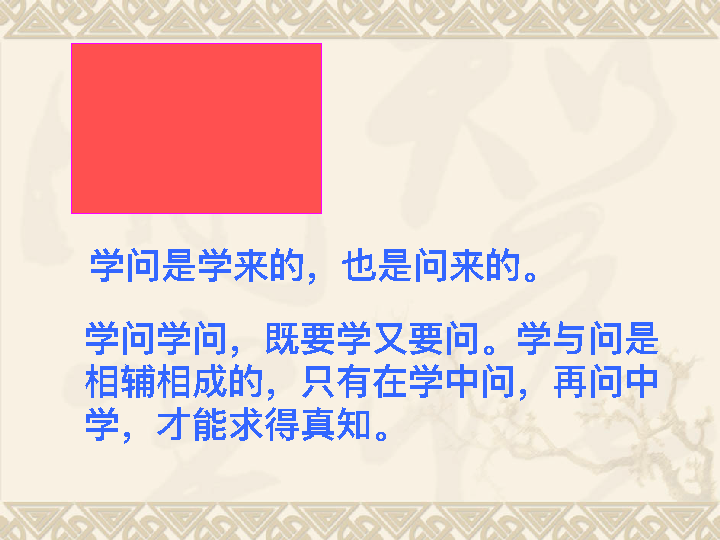 学问是学来的，也是问来的。
学问学问，既要学又要问。学与问是
相辅相成的，只有在学中问，再问中
学，才能求得真知。